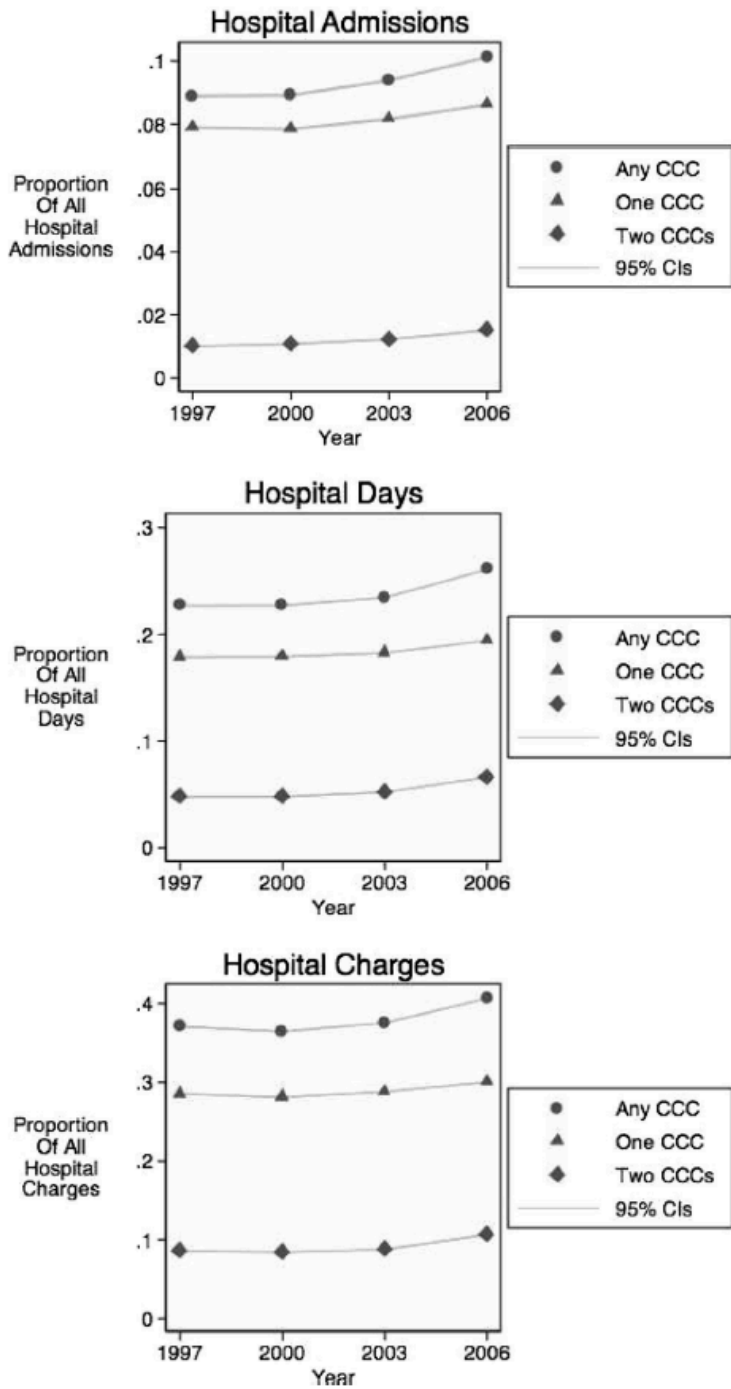 Hospital Admissions
.1
.08
.06
.04
.02
0
Proportion
Of All
Hospital
Admissions
1997
2000
2003
2006
Year
Any CCC
One CCC
Two CCCs
95% CIs
Hospital Days
.3
.2
.1
0
Proportion
Of All
Hospital
Days
1997
2000
2003
2006
Year
Any CCC
One CCC
Two CCCs
95% CIs
Hospital Charges
.4
.3
.2
.1
0
Proportion
Of All
Hospital
Charges
1997
2000
2003
2006
Year
Any CCC
One CCC
Two CCCs
95% CIs